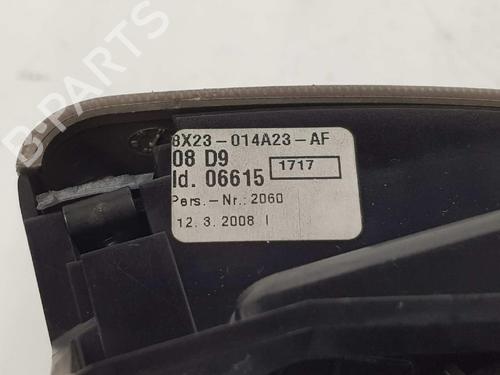 8X23-014A23-AF
08 D9
Id. 06615 1717
Pers.-Nr.: 2060
12. 3. 2008 I
B-PARTS